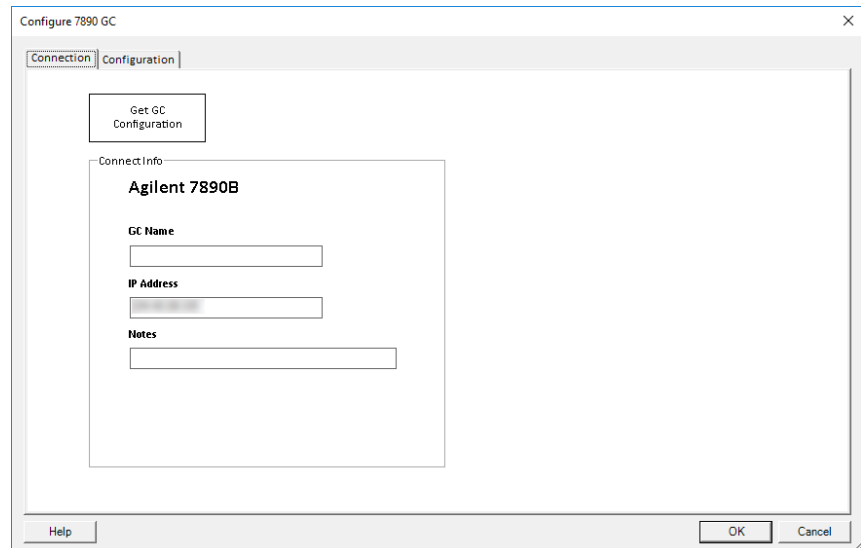 Configure 7890 GC
Connection
Configuration
Get GC
Configuration
Connect Info
Agilent 7890B
GC Name
IP Address
Notes
Help
OK
Cancel